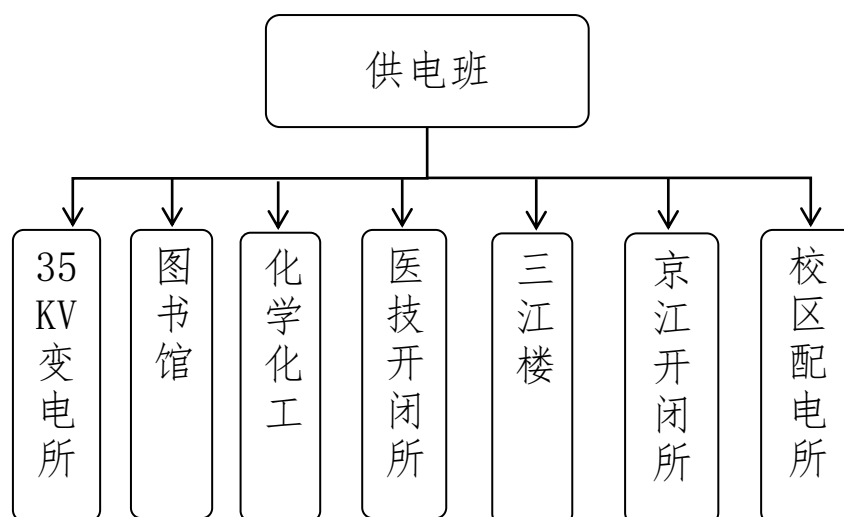 供电班
35KV变电所
图书馆
化学化工
医技开闭所
三江楼
京江开闭所
校区配电所